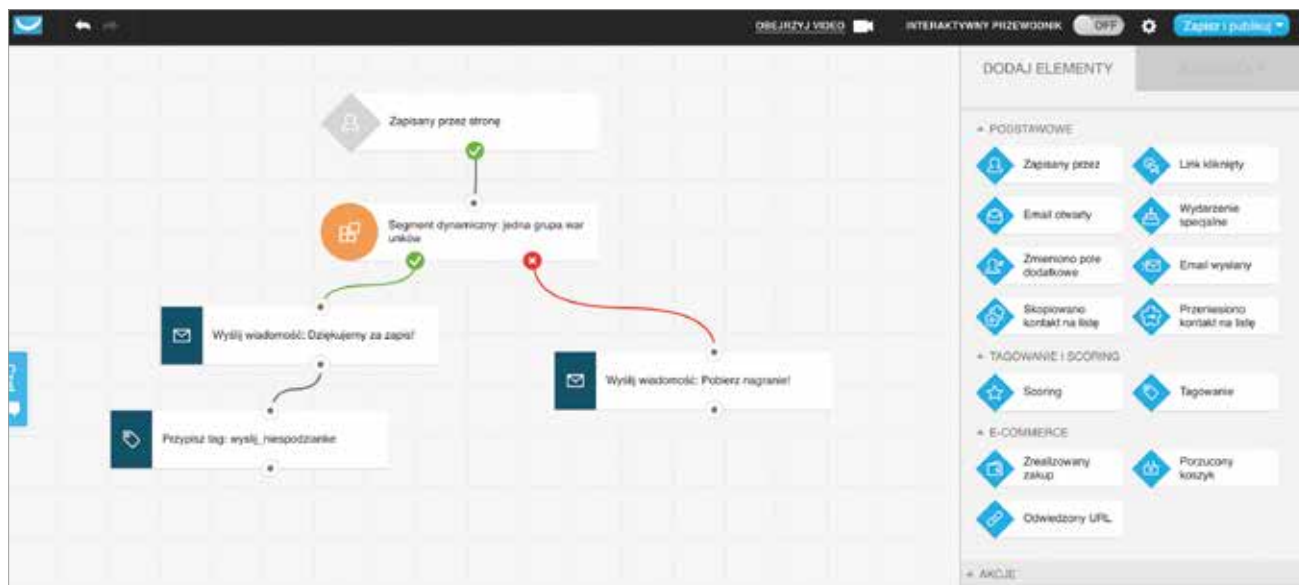 OBEJRZYJ VIDEO
INTERAKTYWNY PRZEWODNIK
OFF
Zapisz i publikuj
DODAJ ELEMENTY
Zapisany przez stronę
Segment dynamiczny: jedna grupa war
unków
Wyślij wiadomość: Dziękujemy za zapis!
Wyślij wiadomość: Pobierz nagranie!
Przypisz tag: wyslij_niespodzianke
PODSTAWOWE
Zapisany przez
Link kliknięty
Email otwarty
Wydarzenie
specjalne
Zmieniono pole
dodatkowe
Email wysłany
Skopiowano
kontakt na listę
Przeniesiono
kontakt na listę
TAGOWANIE I SCORING
Scoring
Tagowanie
E-COMMERCE
Zrealizowany
zakup
Porzucony
koszyk
Odwiedzony URL
AKCJE